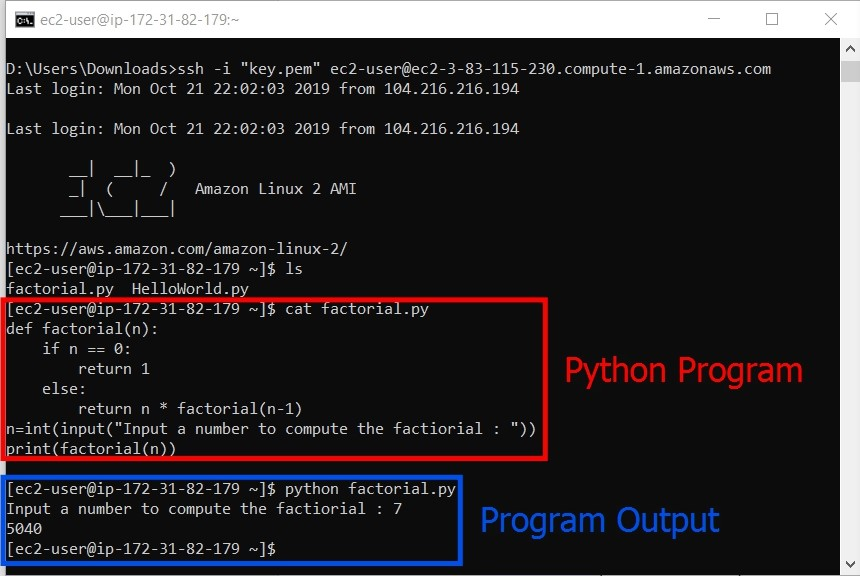 ec2-user@ip-172-31-82-179:~
D:\Users\Downloads>ssh -i "key.pem" ec2-user@ec2-3-83-115-230.compute-1.amazonaws.com
Last login: Mon Oct 21 22:02:03 2019 from 104.216.216.194
Last login: Mon Oct 21 22:02:03 2019 from 104.216.216.194
       __|  __|_  )
       _|  (     /   Amazon Linux 2 AMI
      ___|\___|___|
https://aws.amazon.com/amazon-linux-2/
[ec2-user@ip-172-31-82-179 ~]$ ls
factorial.py  HelloWorld.py
[ec2-user@ip-172-31-82-179 ~]$ cat factorial.py
def factorial(n):
    if n == 0:
        return 1
    else:
        return n * factorial(n-1)
n=int(input("Input a number to compute the factiorial : "))
print(factorial(n))
Python Program
[ec2-user@ip-172-31-82-179 ~]$ python factorial.py
Input a number to compute the factiorial : 7
5040
[ec2-user@ip-172-31-82-179 ~]$
Program Output